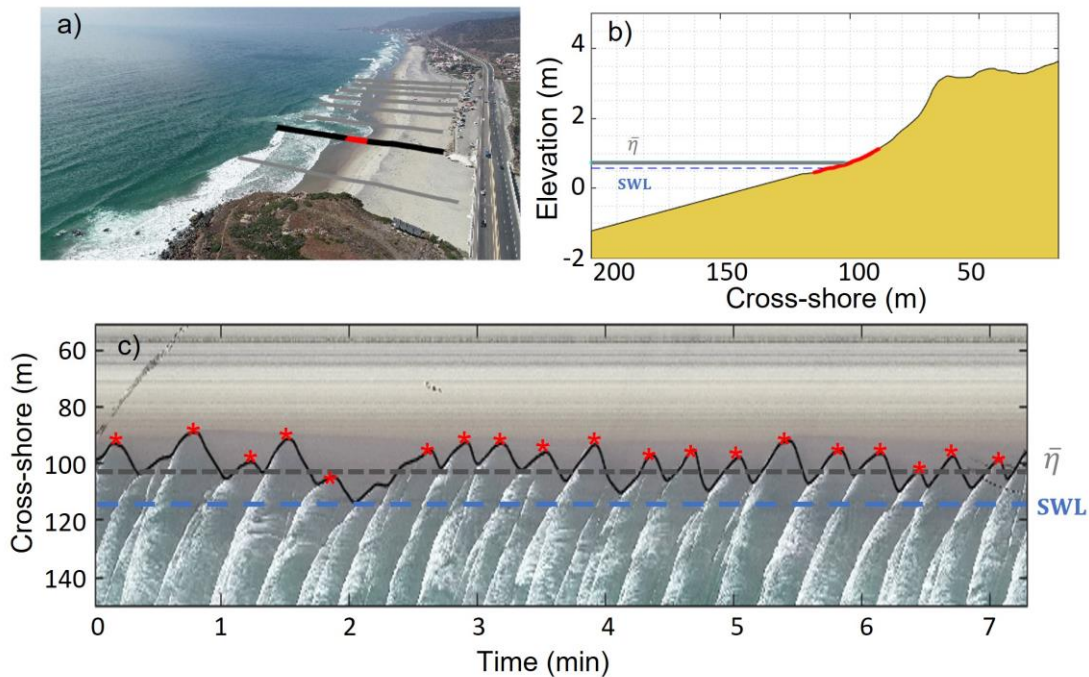 a)
b)
Elevation (m)
4
2
0
-2
η̄
SWL
200 150 100 50
Cross-shore (m)
c)
Cross-shore (m)
60
80
100
120
140
η̄
SWL
0 1 2 3 4 5 6 7
Time (min)